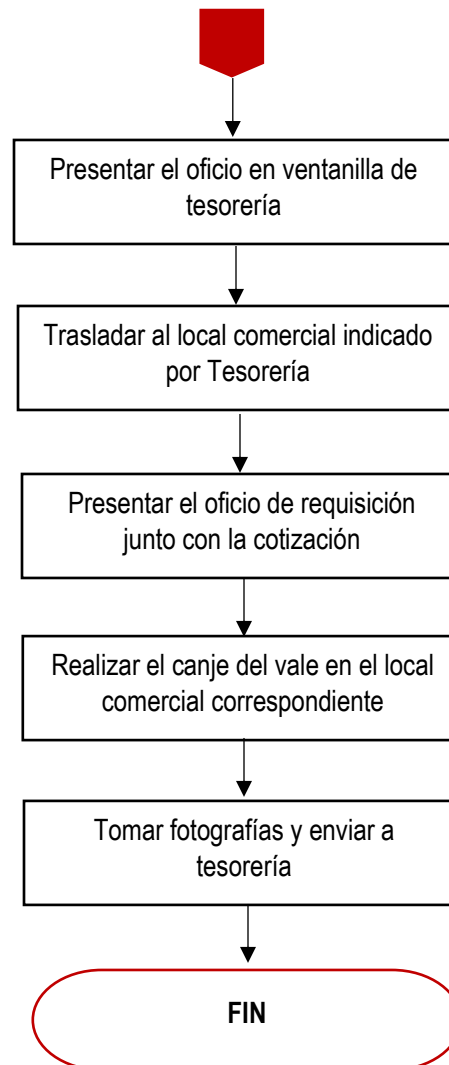 Presentar el oficio en ventanilla de
tesorería
Trasladar al local comercial indicado
por Tesorería
Presentar el oficio de requisición
junto con la cotización
Realizar el canje del vale en el local
comercial correspondiente
Tomar fotografías y enviar a
tesorería
FIN